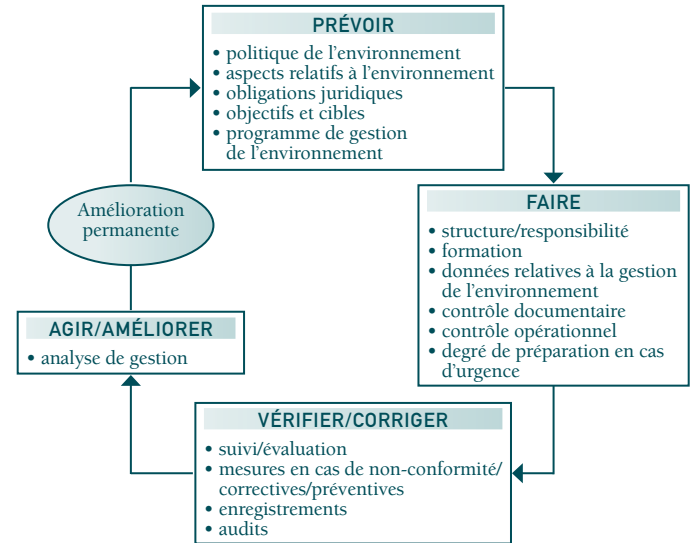 PRÉVOIR
• politique de l'environnement
• aspects relatifs à l'environnement
• obligations juridiques
• objectifs et cibles
• programme de gestion
de l'environnement
FAIRE
• structure/responsibilité
• formation
• données relatives à la gestion
de l'environnement
• contrôle documentaire
• contrôle opérationnel
• degré de préparation en cas
d'urgence
VÉRIFIER/CORRIGER
• suivi/évaluation
• mesures en cas de non-conformité/
correctives/préventives
• enregistrements
• audits
AGIR/AMÉLIORER
• analyse de gestion
Amélioration
permanente